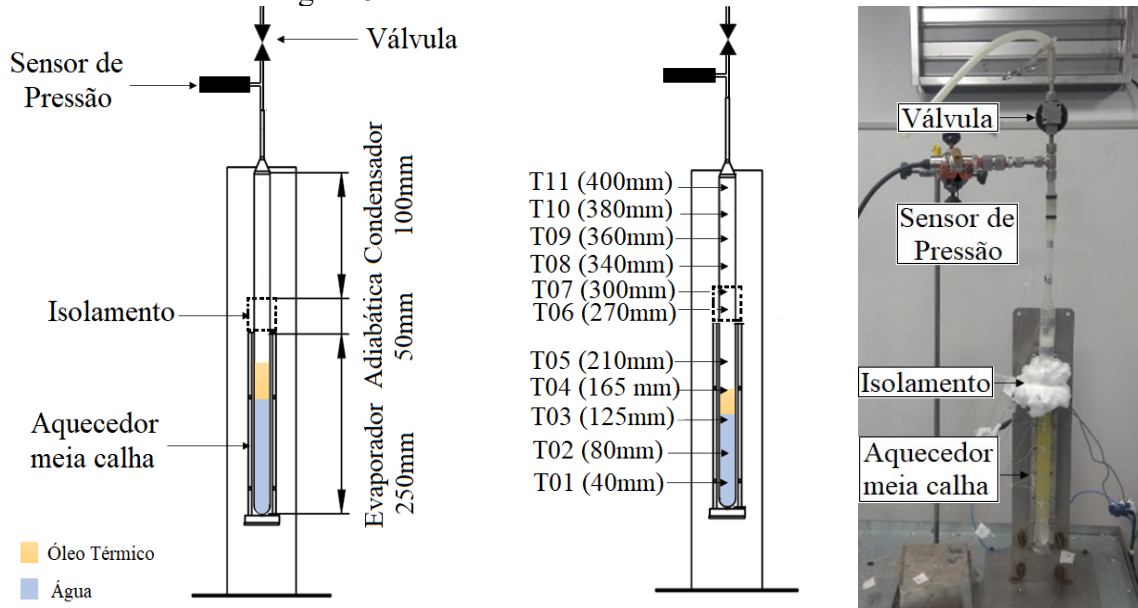 Válvula
Sensor de
Pressão
Condensador
100mm
Adiabática
50mm
Evaporador
250mm
Isolamento
Aquecedor
meia calha
Óleo Térmico
Água
T11 (400mm)
T10 (380mm)
T09 (360mm)
T08 (340mm)
T07 (300mm)
T06 (270mm)
T05 (210mm)
T04 (165 mm)
T03 (125mm)
T02 (80mm)
T01 (40mm)
Válvula
Sensor de
Pressão
Isolamento
Aquecedor
meia calha